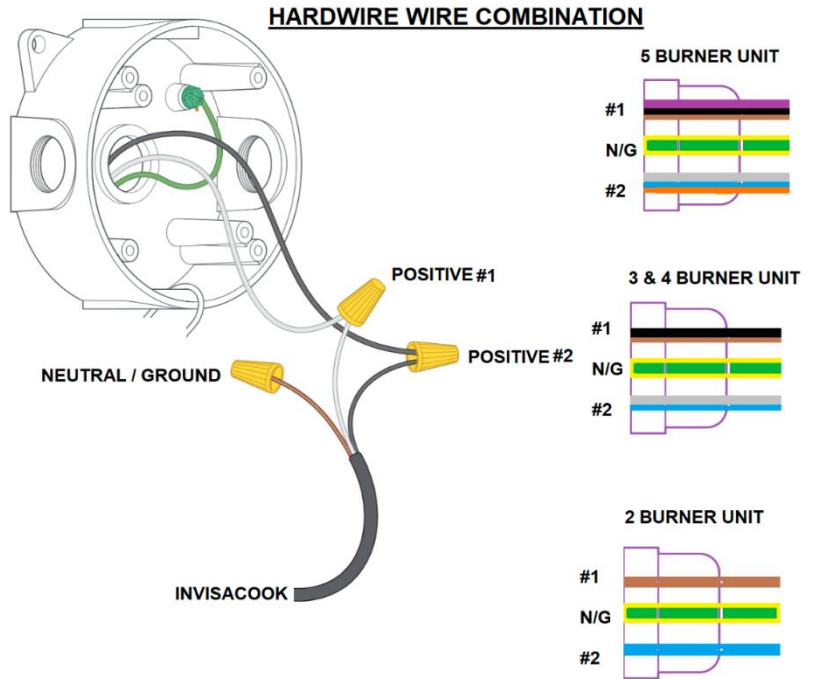 HARDWIRE WIRE COMBINATION
5 BURNER UNIT
#1
N/G
#2
POSITIVE #1
POSITIVE #2
NEUTRAL / GROUND
INVISACOOK
3 & 4 BURNER UNIT
#1
N/G
#2
2 BURNER UNIT
#1
N/G
#2